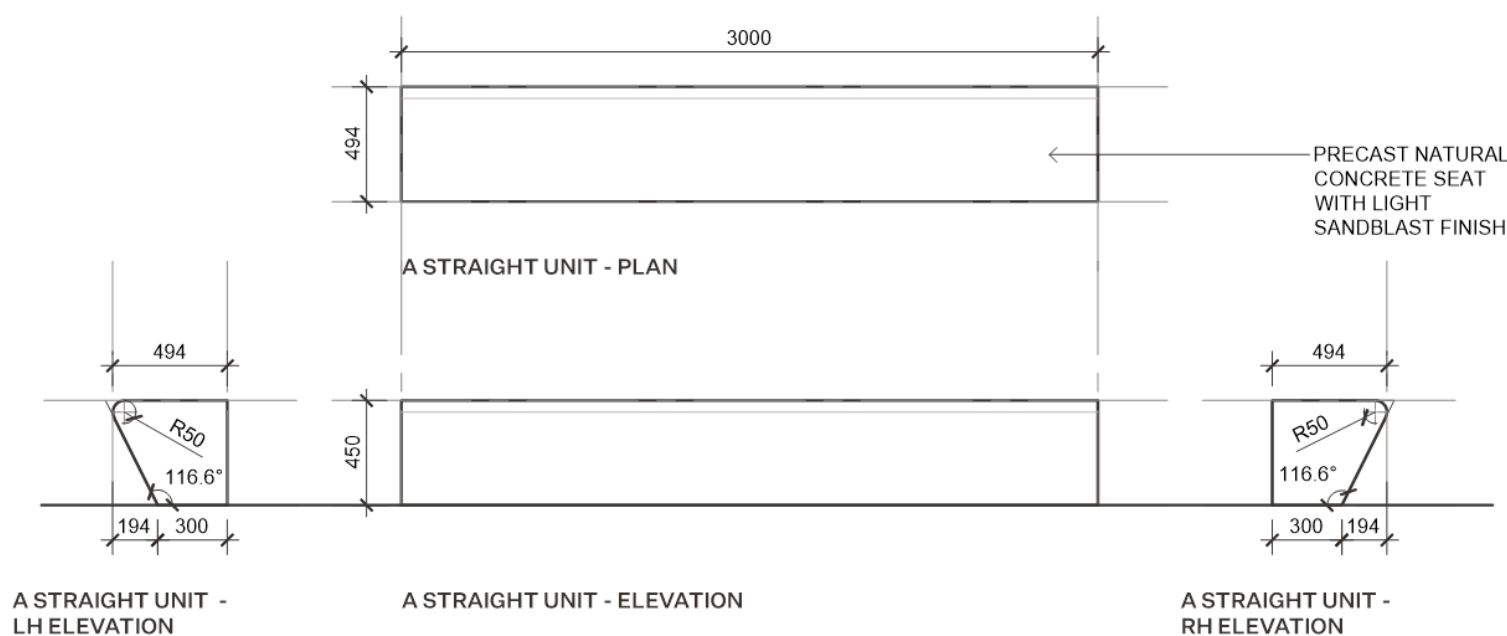 3000
494
PRECAST NATURAL
CONCRETE SEAT
WITH LIGHT
SANDBLAST FINISH
A STRAIGHT UNIT - PLAN
494
R50
116.6°
194
300
450
494
R50
116.6°
300
194
A STRAIGHT UNIT -
LH ELEVATION
A STRAIGHT UNIT - ELEVATION
A STRAIGHT UNIT -
RH ELEVATION